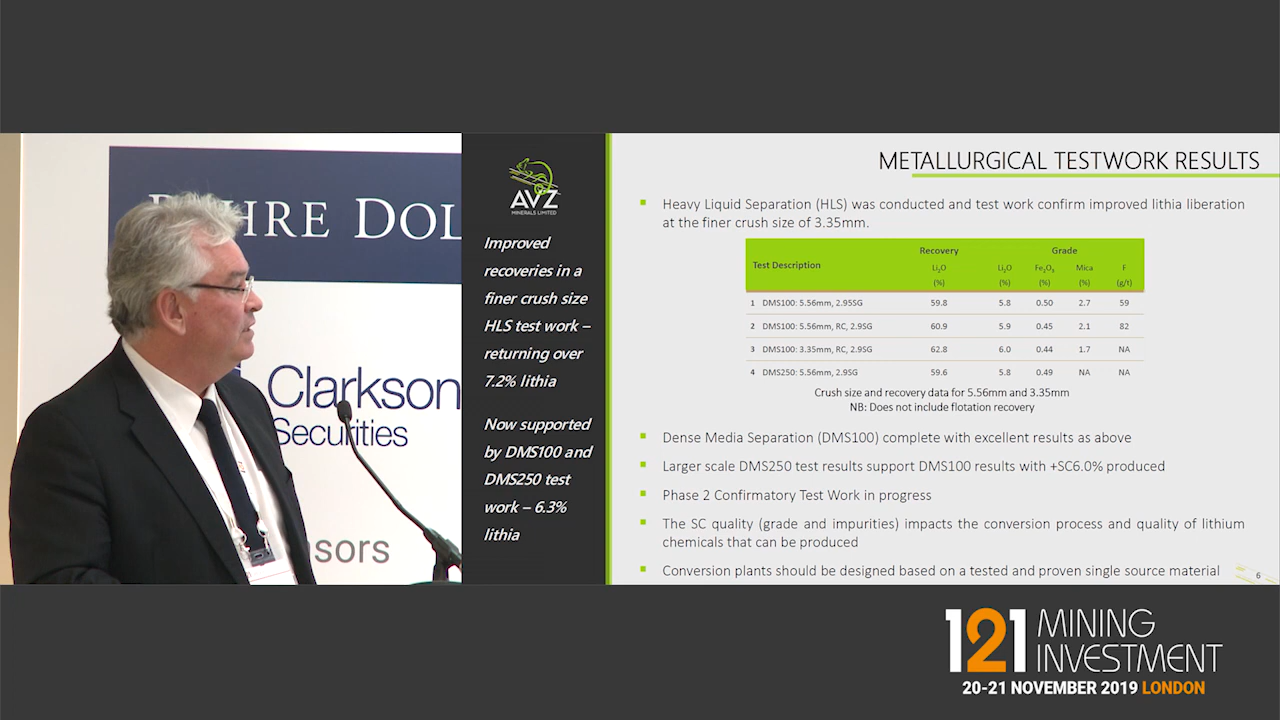 HRE DOL
Clarkson
Securities
sors
AVZ
MINERALS LIMITED
Improved
recoveries in a
finer crush size
HLS test work –
returning over
7.2% lithia
Now supported
by DMS100 and
DMS250 test
work – 6.3%
lithia
METALLURGICAL TESTWORK RESULTS
Heavy Liquid Separation (HLS) was conducted and test work confirm improved lithia liberation
at the finer crush size of 3.35mm.
Recovery Grade
Test Description
Li₂O Li₂O Fe₂O₃ Mica F
(%) (%) (%) (%) (g/t)
1 DMS100: 5.56mm, 2.95SG 59.8 5.8 0.50 2.7 59
2 DMS100: 5.56mm, RC, 2.9SG 60.9 5.9 0.45 2.1 82
3 DMS100: 3.35mm, RC, 2.9SG 62.8 6.0 0.44 1.7 NA
4 DMS250: 5.56mm, 2.9SG 59.6 5.8 0.49 NA NA
Crush size and recovery data for 5.56mm and 3.35mm
NB: Does not include flotation recovery
Dense Media Separation (DMS100) complete with excellent results as above
Larger scale DMS250 test results support DMS100 results with +SC6.0% produced
Phase 2 Confirmatory Test Work in progress
The SC quality (grade and impurities) impacts the conversion process and quality of lithium
chemicals that can be produced
Conversion plants should be designed based on a tested and proven single source material
6
121 MINING
INVESTMENT
20-21 NOVEMBER 2019 LONDON